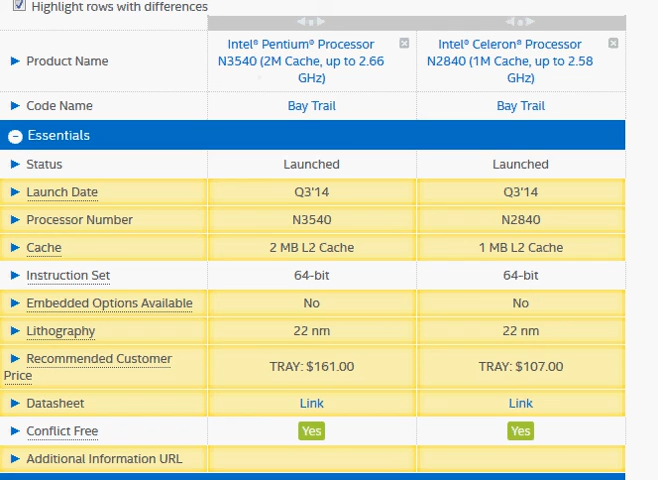 Highlight rows with differences
Product Name
Intel® Pentium® Processor
N3540 (2M Cache, up to 2.66
GHz)
Intel® Celeron® Processor
N2840 (1M Cache, up to 2.58
GHz)
Code Name Bay Trail Bay Trail
Essentials
Status Launched Launched
Launch Date Q3'14 Q3'14
Processor Number N3540 N2840
Cache 2 MB L2 Cache 1 MB L2 Cache
Instruction Set 64-bit 64-bit
Embedded Options Available No No
Lithography 22 nm 22 nm
Recommended Customer
Price
TRAY: $161.00 TRAY: $107.00
Datasheet Link Link
Conflict Free Yes Yes
Additional Information URL